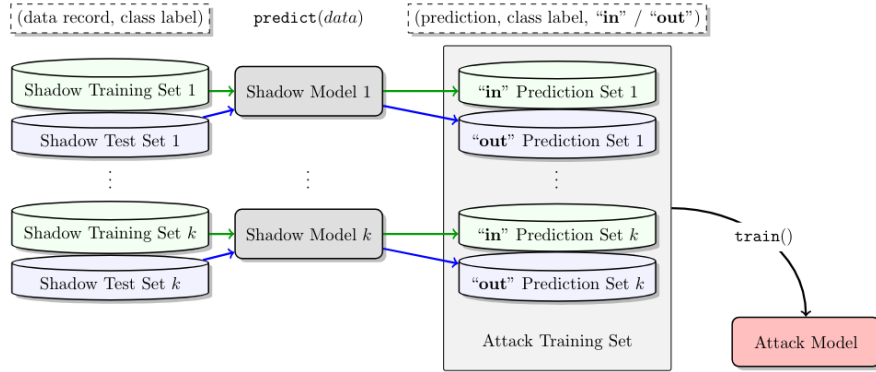 (data record, class label)
predict(data)
(prediction, class label, “in” / “out”)
Shadow Training Set 1
Shadow Model 1
“in” Prediction Set 1
Shadow Test Set 1
“out” Prediction Set 1
⋮
⋮
⋮
Shadow Training Set k
Shadow Model k
“in” Prediction Set k
train()
Shadow Test Set k
“out” Prediction Set k
Attack Training Set
Attack Model